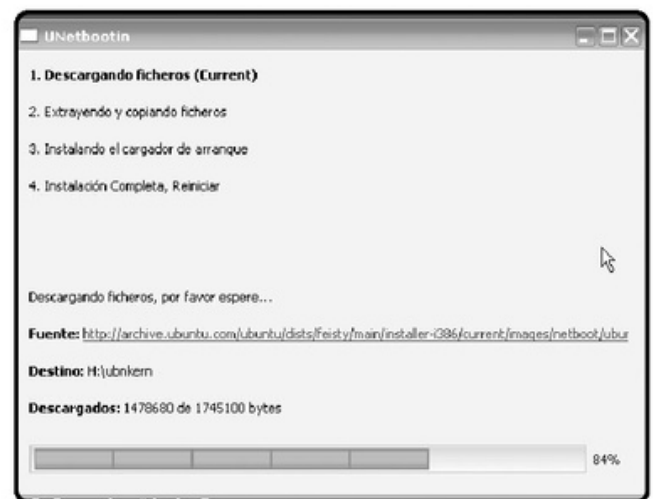 UNetbootin
1. Descargando ficheros (Current)
2. Extrayendo y copiando ficheros
3. Instalando el cargador de arranque
4. Instalación Completa, Reiniciar
Descargando ficheros, por favor espere...
Fuente: http://archive.ubuntu.com/ubuntu/dists/feisty/main/installer-i386/current/images/netboot/ubur
Destino: H:\ubnkern
Descargados: 1478680 de 1745100 bytes
84%